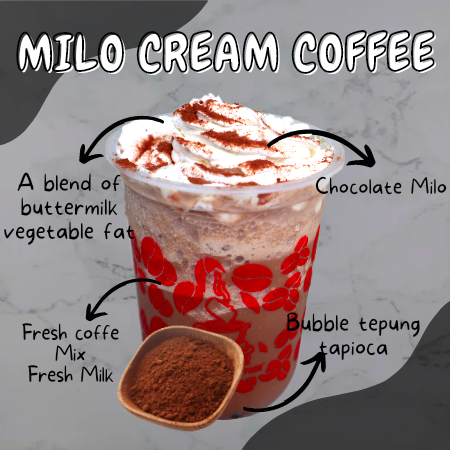 MILO CREAM COFFEE
A blend of
buttermilk
vegetable fat
Chocolate Milo
Fresh coffe
Mix
Fresh Milk
Bubble tepung
tapioca